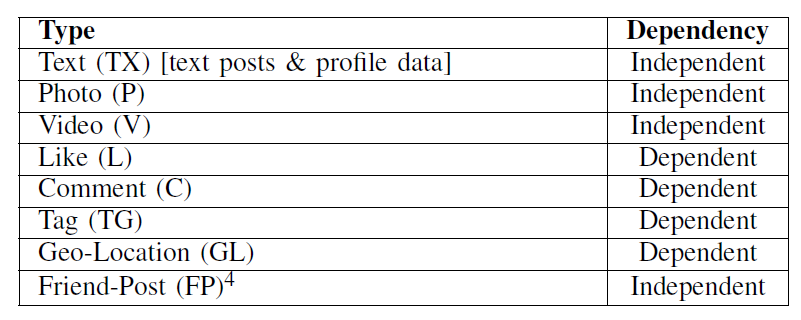 Type Dependency
Text (TX) [text posts & profile data] Independent
Photo (P) Independent
Video (V) Independent
Like (L) Dependent
Comment (C) Dependent
Tag (TG) Dependent
Geo-Location (GL) Dependent
Friend-Post (FP)4 Independent